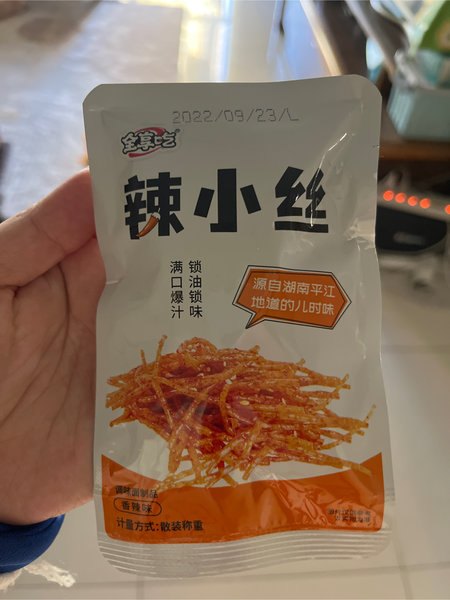 2022/09/23/L
全享吃
辣小丝
锁油锁味
满口爆汁
源自湖南平江
地道的儿时味
调味面制品
香辣味
计量方式:散装称重